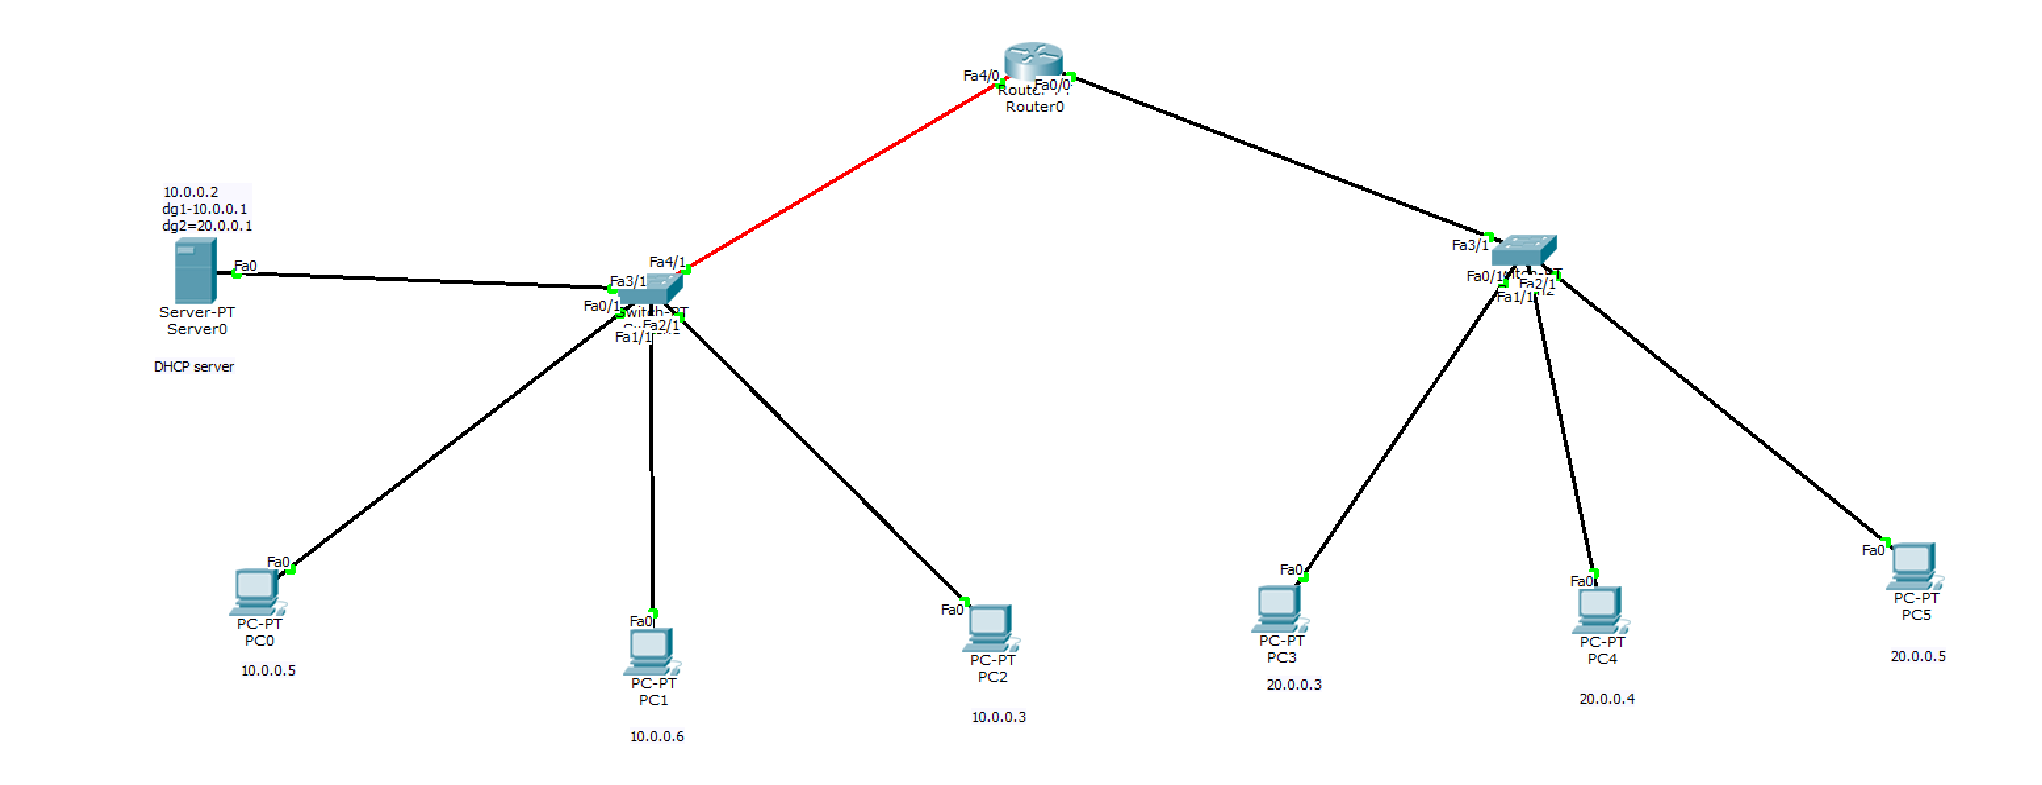 Fa4/0
Fa0/0
Router0
10.0.0.2
dg1-10.0.0.1
dg2=20.0.0.1
Fa0
Server-PT
Server0
DHCP server
Fa4/1
Fa3/1
Fa0/1
Switch-PT
Fa2/1
Fa1/1
Fa3/1
Fa0/1
Fa2/1
Fa1/1
Fa0
PC-PT
PC0
10.0.0.5
Fa0
PC-PT
PC1
10.0.0.6
Fa0
PC-PT
PC2
10.0.0.3
Fa0
PC-PT
PC3
20.0.0.3
Fa0
PC-PT
PC4
20.0.0.4
Fa0
PC-PT
PC5
20.0.0.5